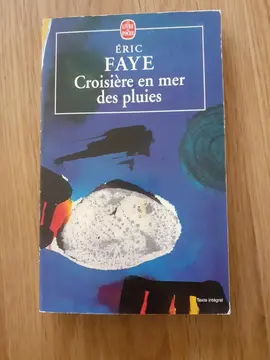 ÉRIC
FAYE
Croisière en mer
des pluies
Texte intégral